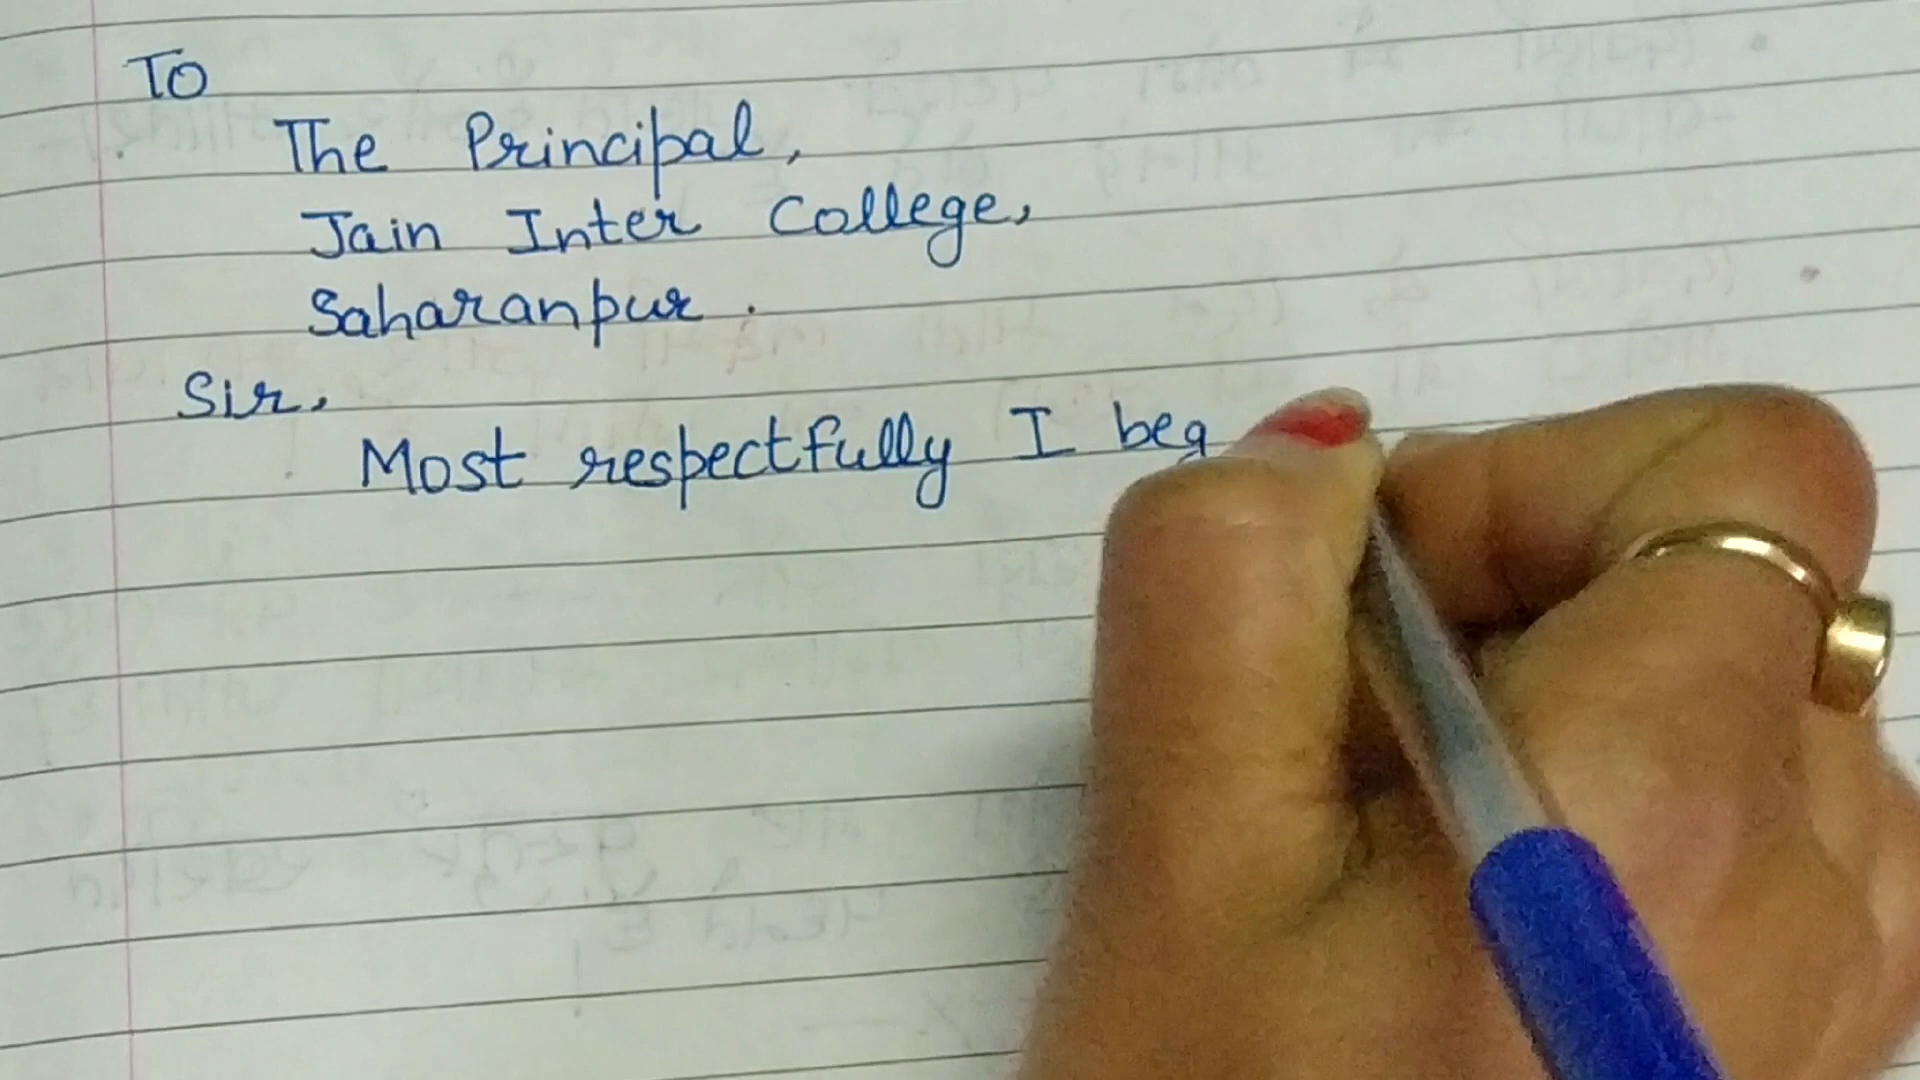 To
The Principal,
Jain Inter College,
Saharanpur.
Sir,
Most respectfully I beg